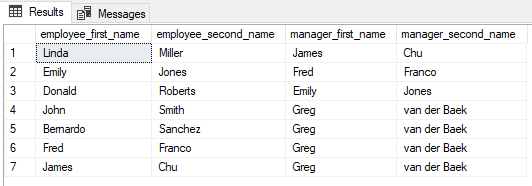 Results Messages
employee_first_name employee_second_name manager_first_name manager_second_name
1 Linda Miller James Chu
2 Emily Jones Fred Franco
3 Donald Roberts Emily Jones
4 John Smith Greg van der Baek
5 Bernardo Sanchez Greg van der Baek
6 Fred Franco Greg van der Baek
7 James Chu Greg van der Baek